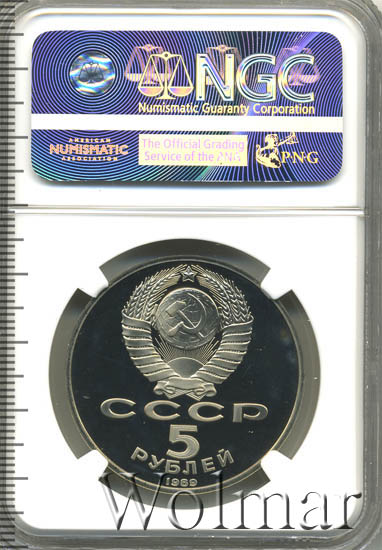 NGC
Numismatic Guaranty Corporation
AMERICAN
NUMISMATIC
ASSOCIATION
The Official Grading
Service of the PNG
PNG
СССР
5
РУБЛЕЙ
1989
Wolmar